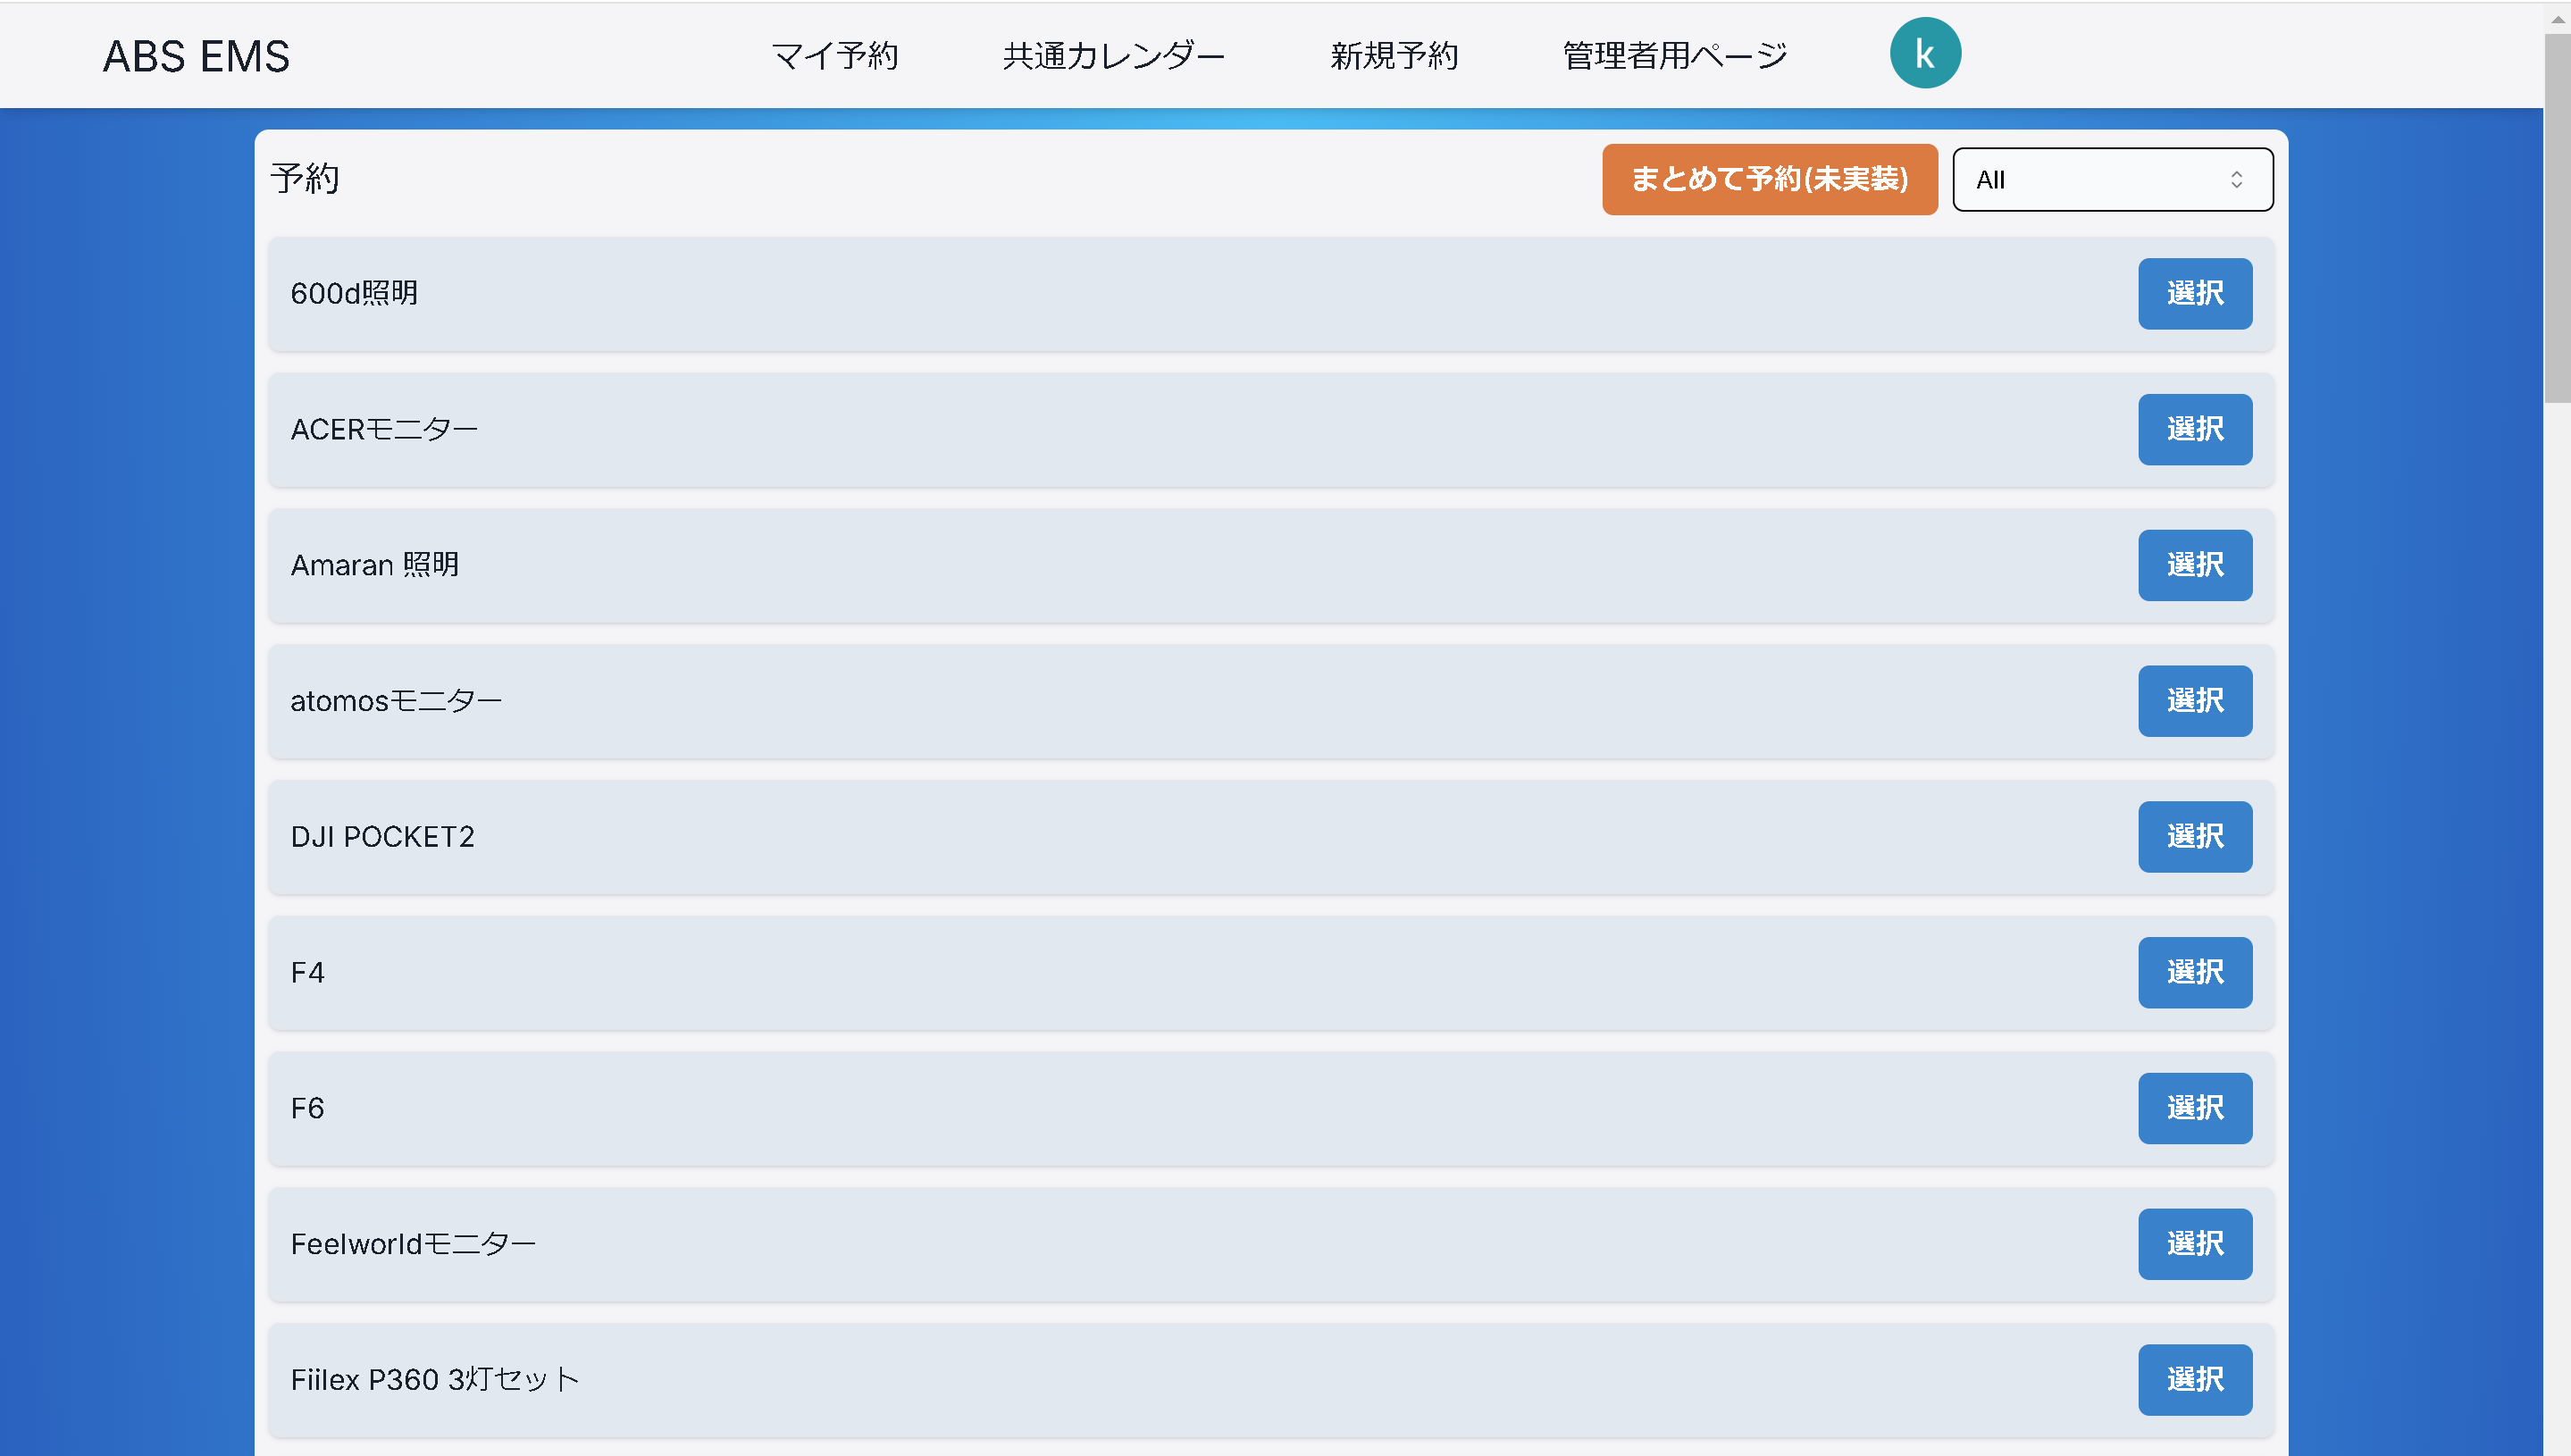 ABS EMS マイ予約 共通カレンダー 新規予約 管理者用ページ k
予約 まとめて予約(未実装) All
600d照明 選択
ACERモニター 選択
Amaran 照明 選択
atomosモニター 選択
DJI POCKET2 選択
F4 選択
F6 選択
Feelworldモニター 選択
Fiilex P360 3灯セット 選択